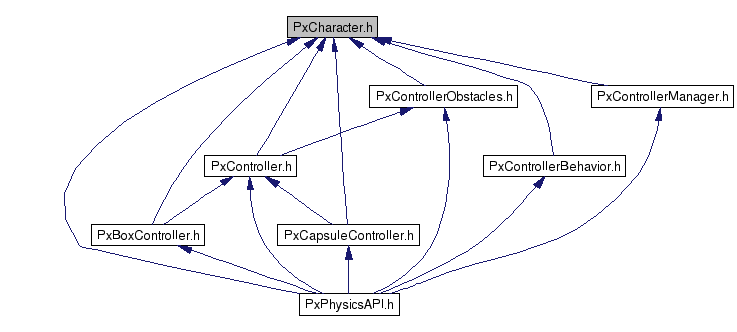 PxCharacter.h
PxControllerObstacles.h
PxControllerManager.h
PxController.h
PxControllerBehavior.h
PxBoxController.h
PxCapsuleController.h
PxPhysicsAPI.h